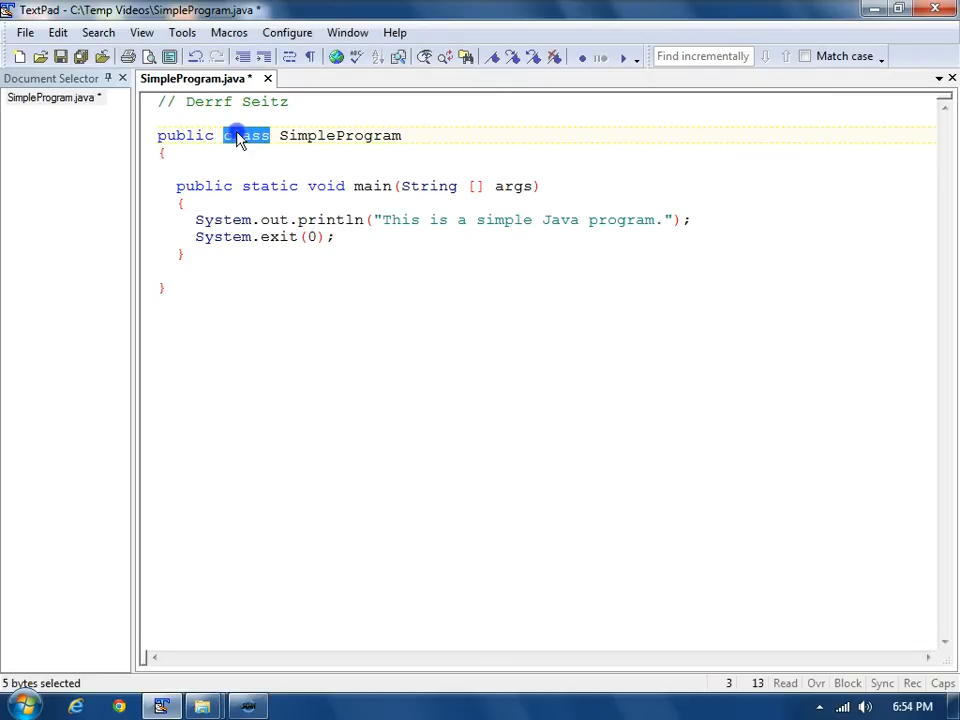 TextPad - C:\Temp Videos\SimpleProgram.java *
File Edit Search View Tools Macros Configure Window Help
Find incrementally Match case
Document Selector
SimpleProgram.java *
SimpleProgram.java *
// Derrf Seitz
public class SimpleProgram
{
public static void main(String [] args)
{
System.out.println("This is a simple Java program.");
System.exit(0);
}
}
5 bytes selected 3 13 Read Ovr Block Sync Rec Caps
6:54 PM